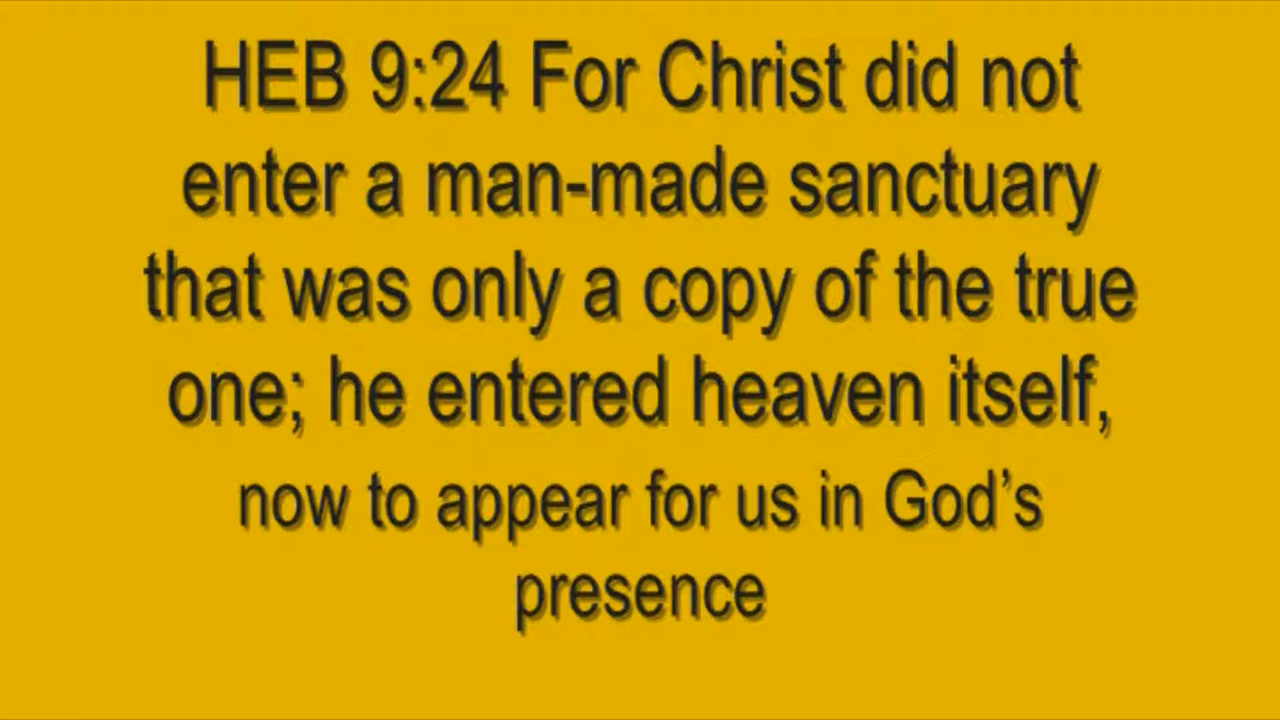 HEB 9:24 For Christ did not
enter a man-made sanctuary
that was only a copy of the true
one; he entered heaven itself,
now to appear for us in God’s
presence